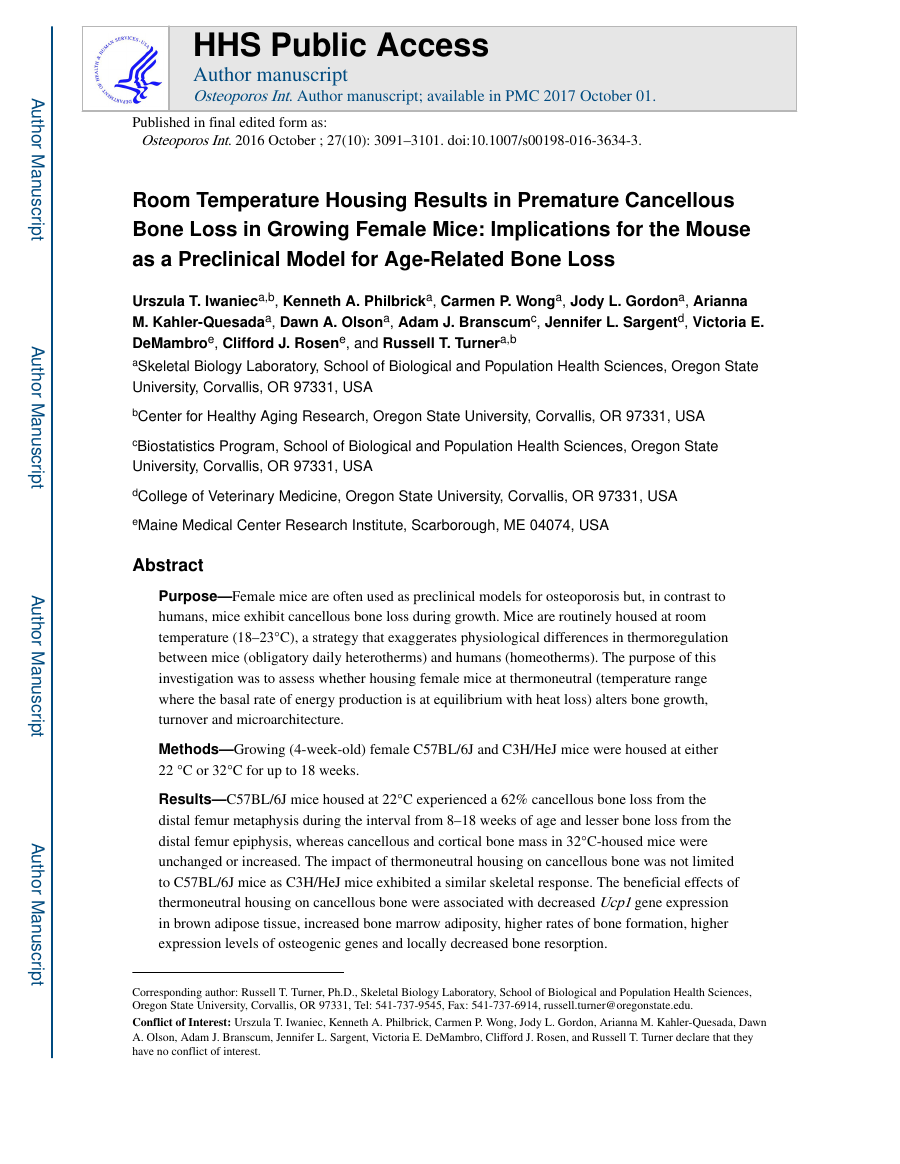 HHS Public Access
Author manuscript
Osteoporos Int. Author manuscript; available in PMC 2017 October 01.
Published in final edited form as:
Osteoporos Int. 2016 October ; 27(10): 3091–3101. doi:10.1007/s00198-016-3634-3.
Room Temperature Housing Results in Premature Cancellous
Bone Loss in Growing Female Mice: Implications for the Mouse
as a Preclinical Model for Age-Related Bone Loss
Urszula T. Iwaniec^a,b, Kenneth A. Philbrick^a, Carmen P. Wong^a, Jody L. Gordon^a, Arianna
M. Kahler-Quesada^a, Dawn A. Olson^a, Adam J. Branscum^c, Jennifer L. Sargent^d, Victoria E.
DeMambro^e, Clifford J. Rosen^e, and Russell T. Turner^a,b
^aSkeletal Biology Laboratory, School of Biological and Population Health Sciences, Oregon State
University, Corvallis, OR 97331, USA
^bCenter for Healthy Aging Research, Oregon State University, Corvallis, OR 97331, USA
^cBiostatistics Program, School of Biological and Population Health Sciences, Oregon State
University, Corvallis, OR 97331, USA
^dCollege of Veterinary Medicine, Oregon State University, Corvallis, OR 97331, USA
^eMaine Medical Center Research Institute, Scarborough, ME 04074, USA
Abstract
Purpose—Female mice are often used as preclinical models for osteoporosis but, in contrast to
humans, mice exhibit cancellous bone loss during growth. Mice are routinely housed at room
temperature (18–23°C), a strategy that exaggerates physiological differences in thermoregulation
between mice (obligatory daily heterotherms) and humans (homeotherms). The purpose of this
investigation was to assess whether housing female mice at thermoneutral (temperature range
where the basal rate of energy production is at equilibrium with heat loss) alters bone growth,
turnover and microarchitecture.
Methods—Growing (4-week-old) female C57BL/6J and C3H/HeJ mice were housed at either
22 °C or 32°C for up to 18 weeks.
Results—C57BL/6J mice housed at 22°C experienced a 62% cancellous bone loss from the
distal femur metaphysis during the interval from 8–18 weeks of age and lesser bone loss from the
distal femur epiphysis, whereas cancellous and cortical bone mass in 32°C-housed mice were
unchanged or increased. The impact of thermoneutral housing on cancellous bone was not limited
to C57BL/6J mice as C3H/HeJ mice exhibited a similar skeletal response. The beneficial effects of
thermoneutral housing on cancellous bone were associated with decreased Ucp1 gene expression
in brown adipose tissue, increased bone marrow adiposity, higher rates of bone formation, higher
expression levels of osteogenic genes and locally decreased bone resorption.
Corresponding author: Russell T. Turner, Ph.D., Skeletal Biology Laboratory, School of Biological and Population Health Sciences,
Oregon State University, Corvallis, OR 97331, Tel: 541-737-9545, Fax: 541-737-6914, russell.turner@oregonstate.edu.
Conflict of Interest: Urszula T. Iwaniec, Kenneth A. Philbrick, Carmen P. Wong, Jody L. Gordon, Arianna M. Kahler-Quesada, Dawn
A. Olson, Adam J. Branscum, Jennifer L. Sargent, Victoria E. DeMambro, Clifford J. Rosen, and Russell T. Turner declare that they
have no conflict of interest.
Author Manuscript
Author Manuscript
Author Manuscript
Author Manuscript